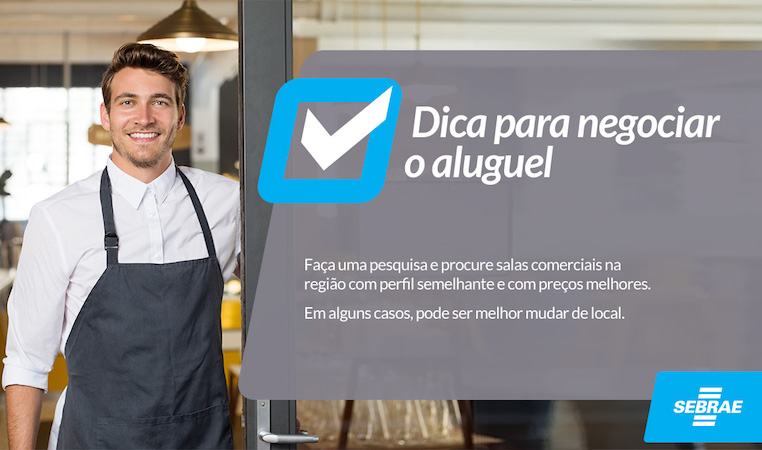 Dica para negociar
o aluguel
Faça uma pesquisa e procure salas comerciais na
região com perfil semelhante e com preços melhores.
Em alguns casos, pode ser melhor mudar de local.
SEBRAE